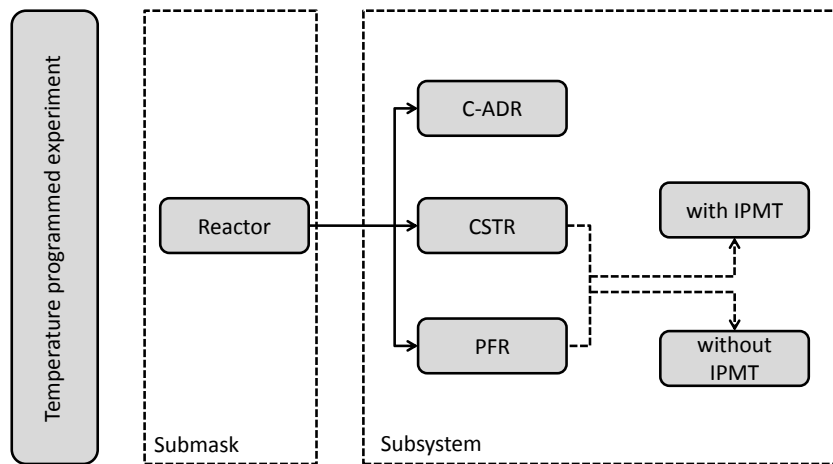 Temperature programmed experiment
Reactor
Submask
C-ADR
CSTR
PFR
with IPMT
without
IPMT
Subsystem